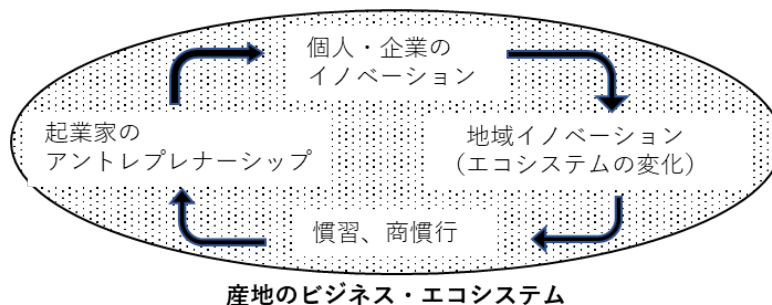 個人・企業の
イノベーション
起業家の
アントレプレナーシップ
地域イノベーション
（エコシステムの変化）
慣習、商慣行
産地のビジネス・エコシステム